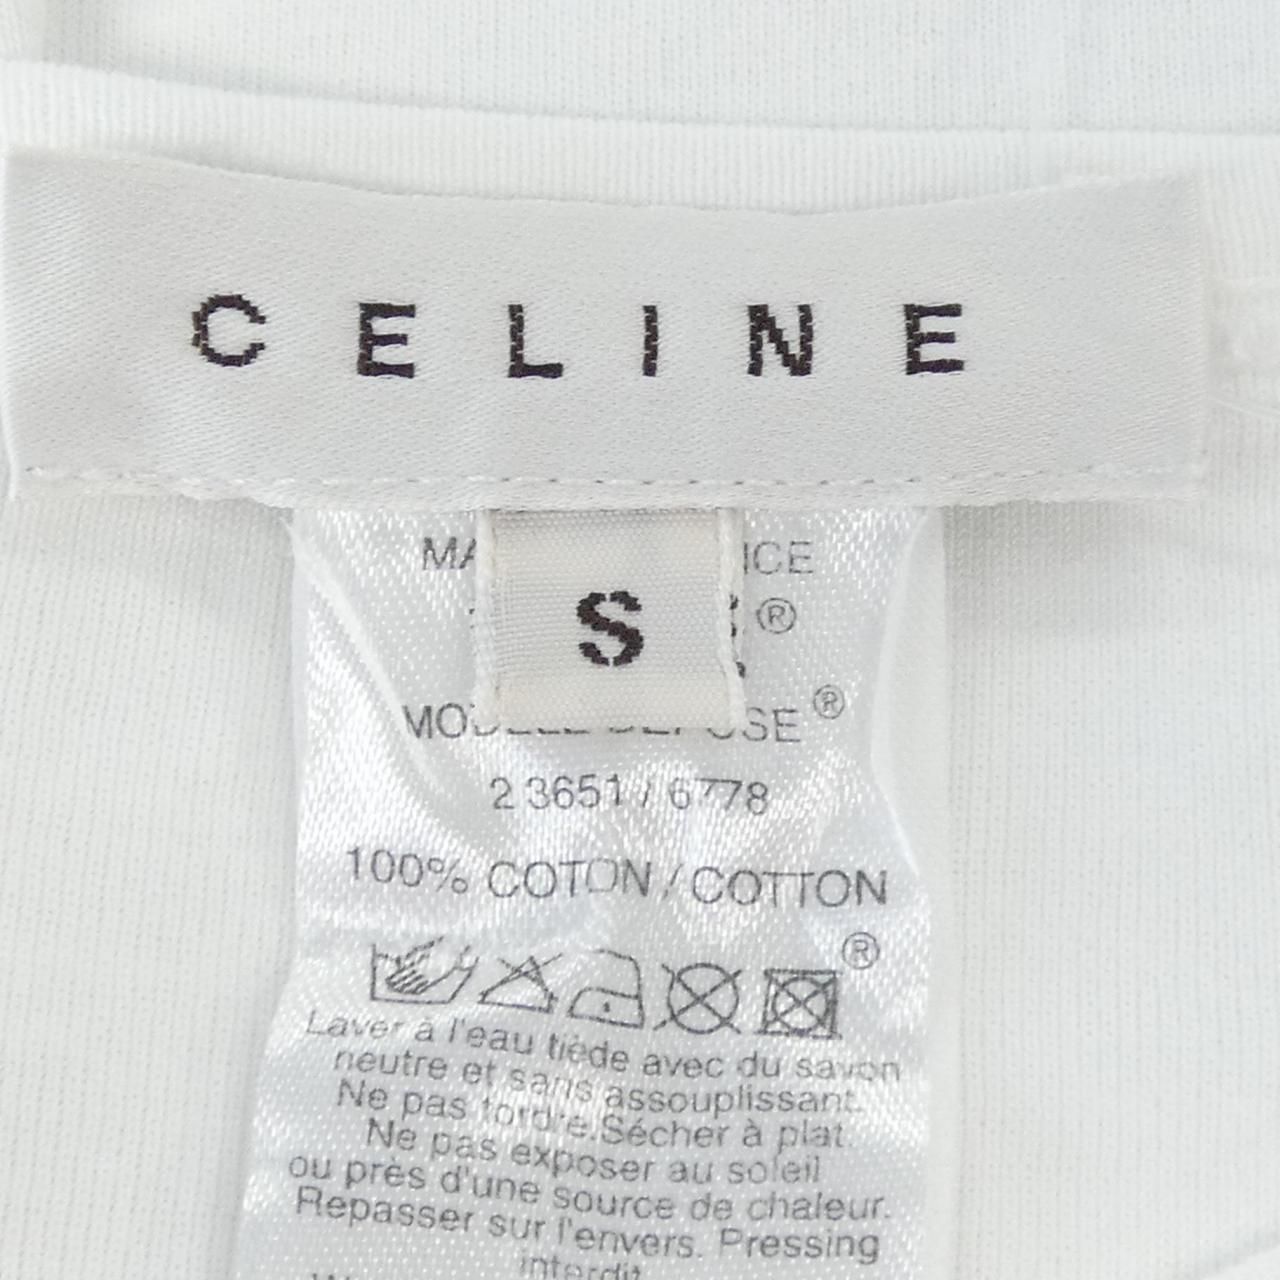 CELINE
S
®
®
2 3651 / 6778
100% COTON / COTTON
®
Laver à l'eau tiède avec du savon
neutre et sans assouplissant.
Ne pas tordre.Sécher à plat.
Ne pas exposer au soleil
ou près d'une source de chaleur.
Repasser sur l'envers. Pressing
interdit